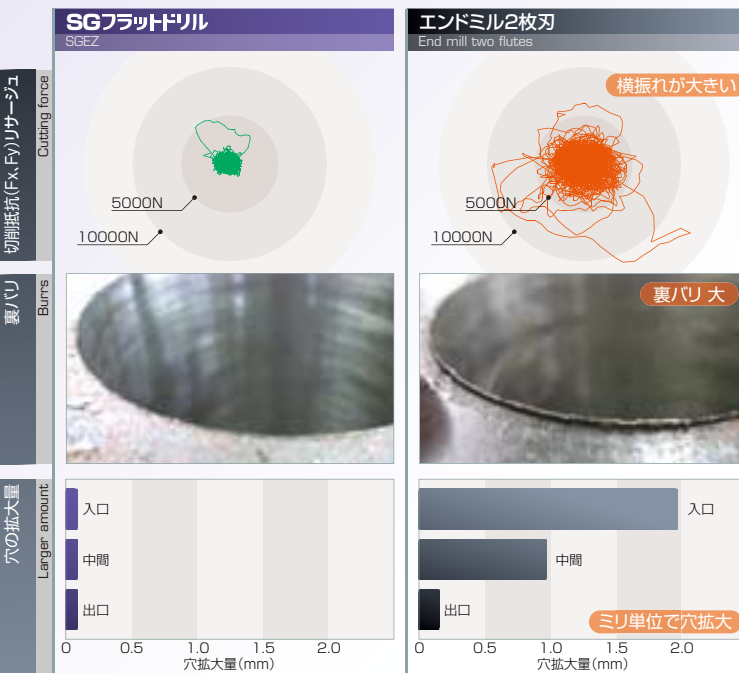 SGフラットドリル
SGEZ
エンドミル2枚刃
End mill two flutes
切削抵抗(Fx、Fy)リサージュ
Cutting force
5000N
10000N
横振れが大きい
5000N
10000N
裏バリ
Burrs
裏バリ 大
穴の拡大量
Larger amount
入口
中間
出口
0 0.5 1.0 1.5 2.0
穴拡大量(mm)
入口
中間
出口
ミリ単位で穴拡大
0 0.5 1.0 1.5 2.0
穴拡大量(mm)